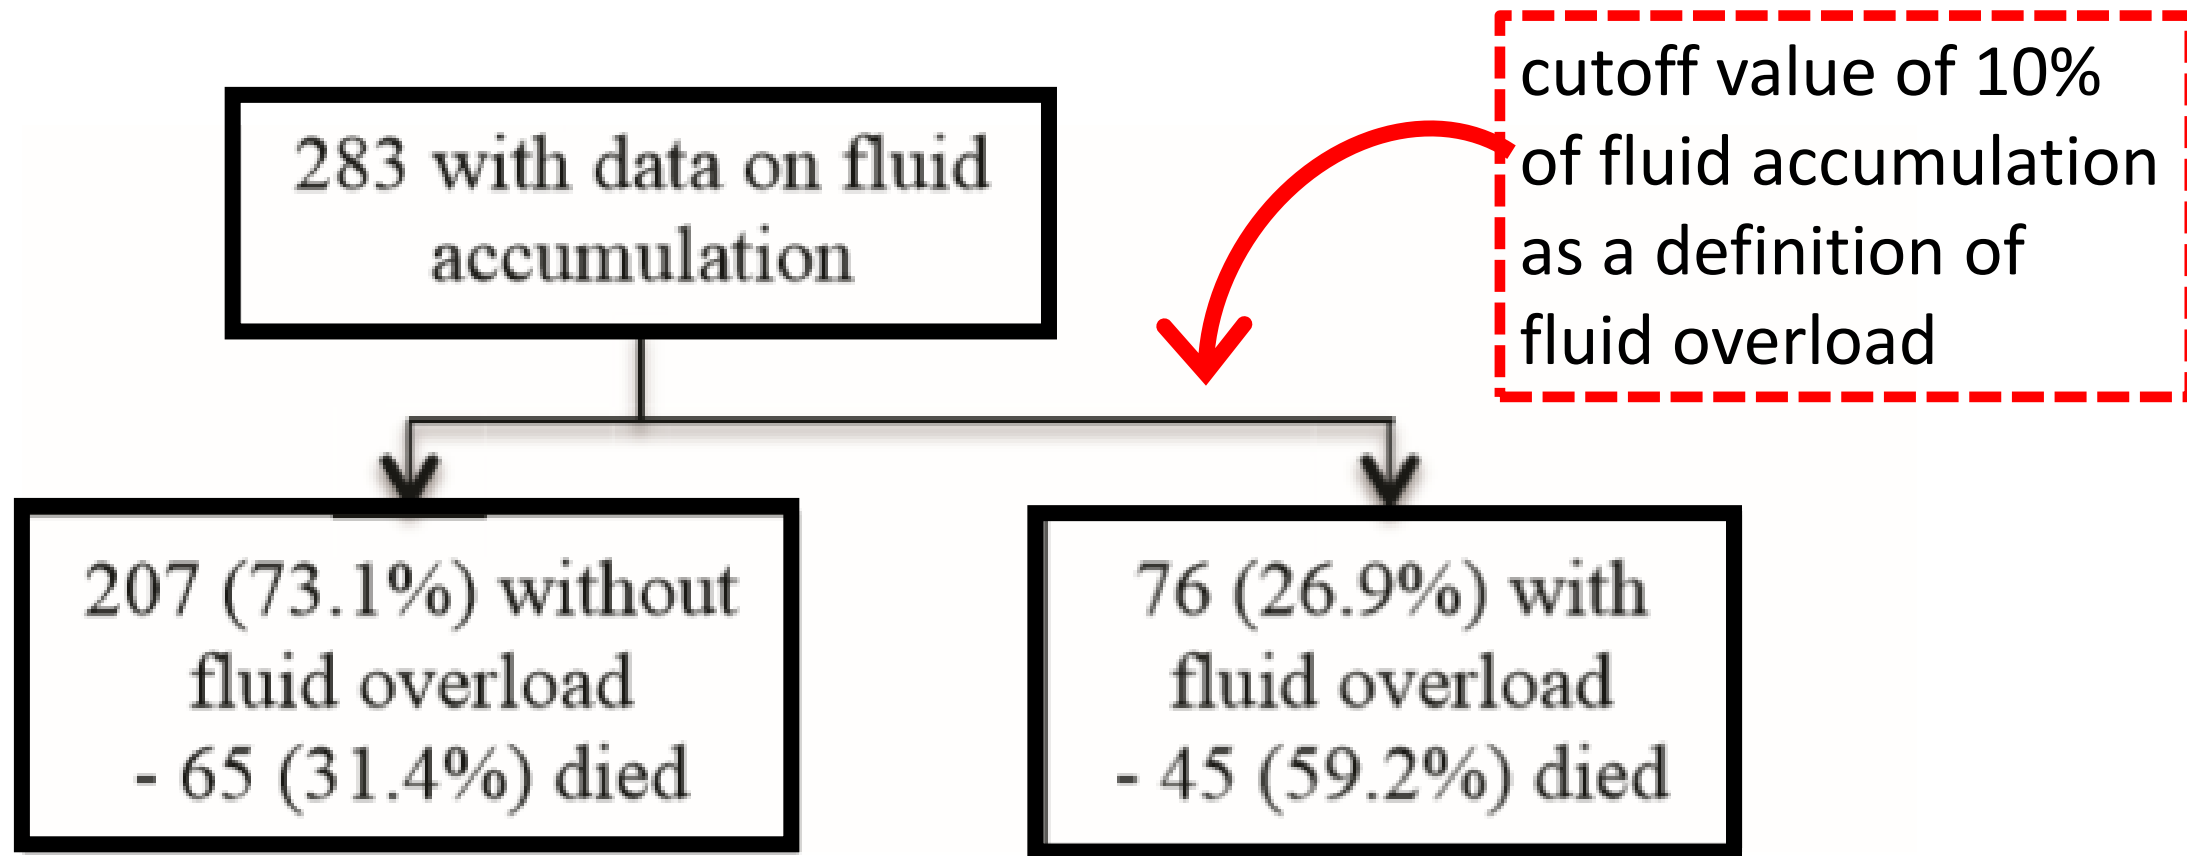 283 with data on fluid
accumulation
cutoff value of 10%
of fluid accumulation
as a definition of
fluid overload
207 (73.1%) without
fluid overload
- 65 (31.4%) died
76 (26.9%) with
fluid overload
- 45 (59.2%) died